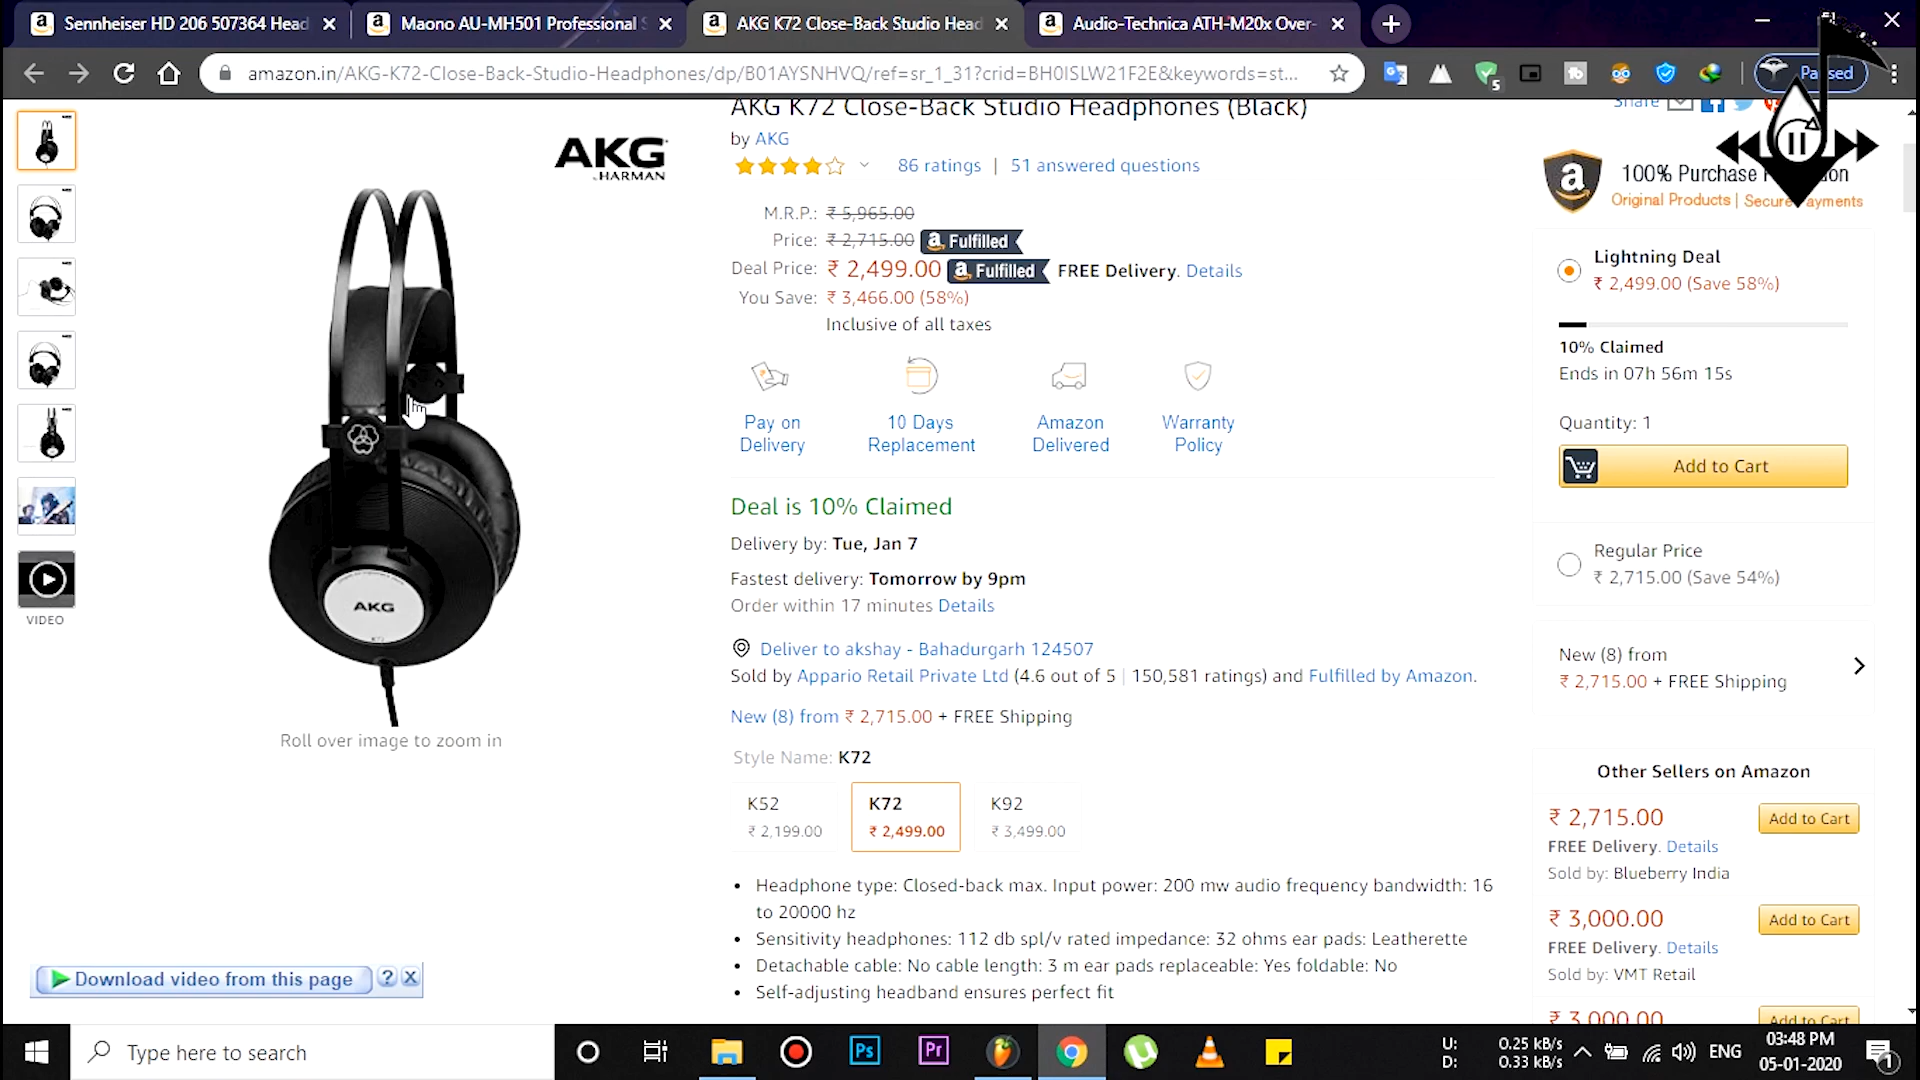 Sennheiser HD 206 507364 Head
Maono AU-MH501 Professional S
AKG K72 Close-Back Studio Head
Audio-Technica ATH-M20x Over-
amazon.in/AKG-K72-Close-Back-Studio-Headphones/dp/B01AYSNHVQ/ref=sr_1_31?crid=BH0ISLW21F2E&keywords=st...
5
AKG K72 Close-Back Studio Headphones (Black)
Share
by AKG
AKG
by HARMAN
86 ratings | 51 answered questions
100% Purchase
Original Products | Secure
M.R.P.: ₹ 5,965.00
Price: ₹ 2,715.00 a Fulfilled
Deal Price: ₹ 2,499.00 a Fulfilled FREE Delivery. Details
You Save: ₹ 3,466.00 (58%)
Inclusive of all taxes
Pay on Delivery
10 Days Replacement
Amazon Delivered
Warranty Policy
Deal is 10% Claimed
Delivery by: Tue, Jan 7
Fastest delivery: Tomorrow by 9pm
Order within 17 minutes Details
Deliver to akshay - Bahadurgarh 124507
Sold by Appario Retail Private Ltd (4.6 out of 5 | 150,581 ratings) and Fulfilled by Amazon.
New (8) from ₹ 2,715.00 + FREE Shipping
Style Name: K72
K52
₹ 2,199.00
K72
₹ 2,499.00
K92
₹ 3,499.00
• Headphone type: Closed-back max. Input power: 200 mw audio frequency bandwidth: 16
to 20000 hz
• Sensitivity headphones: 112 db spl/v rated impedance: 32 ohms ear pads: Leatherette
• Detachable cable: No cable length: 3 m ear pads replaceable: Yes foldable: No
• Self-adjusting headband ensures perfect fit
AKG
Roll over image to zoom in
VIDEO
Lightning Deal
₹ 2,499.00 (Save 58%)
10% Claimed
Ends in 07h 56m 15s
Quantity: 1
Add to Cart
Regular Price
₹ 2,715.00 (Save 54%)
New (8) from
₹ 2,715.00 + FREE Shipping
Other Sellers on Amazon
₹ 2,715.00 Add to Cart
FREE Delivery. Details
Sold by: Blueberry India
₹ 3,000.00 Add to Cart
FREE Delivery. Details
Sold by: VMT Retail
₹ 3,000.00 Add to Cart
Download video from this page ? X
Type here to search
Ps
Pr
U: 0.25 kB/s
D: 0.33 kB/s
ENG
03:48 PM
05-01-2020
1